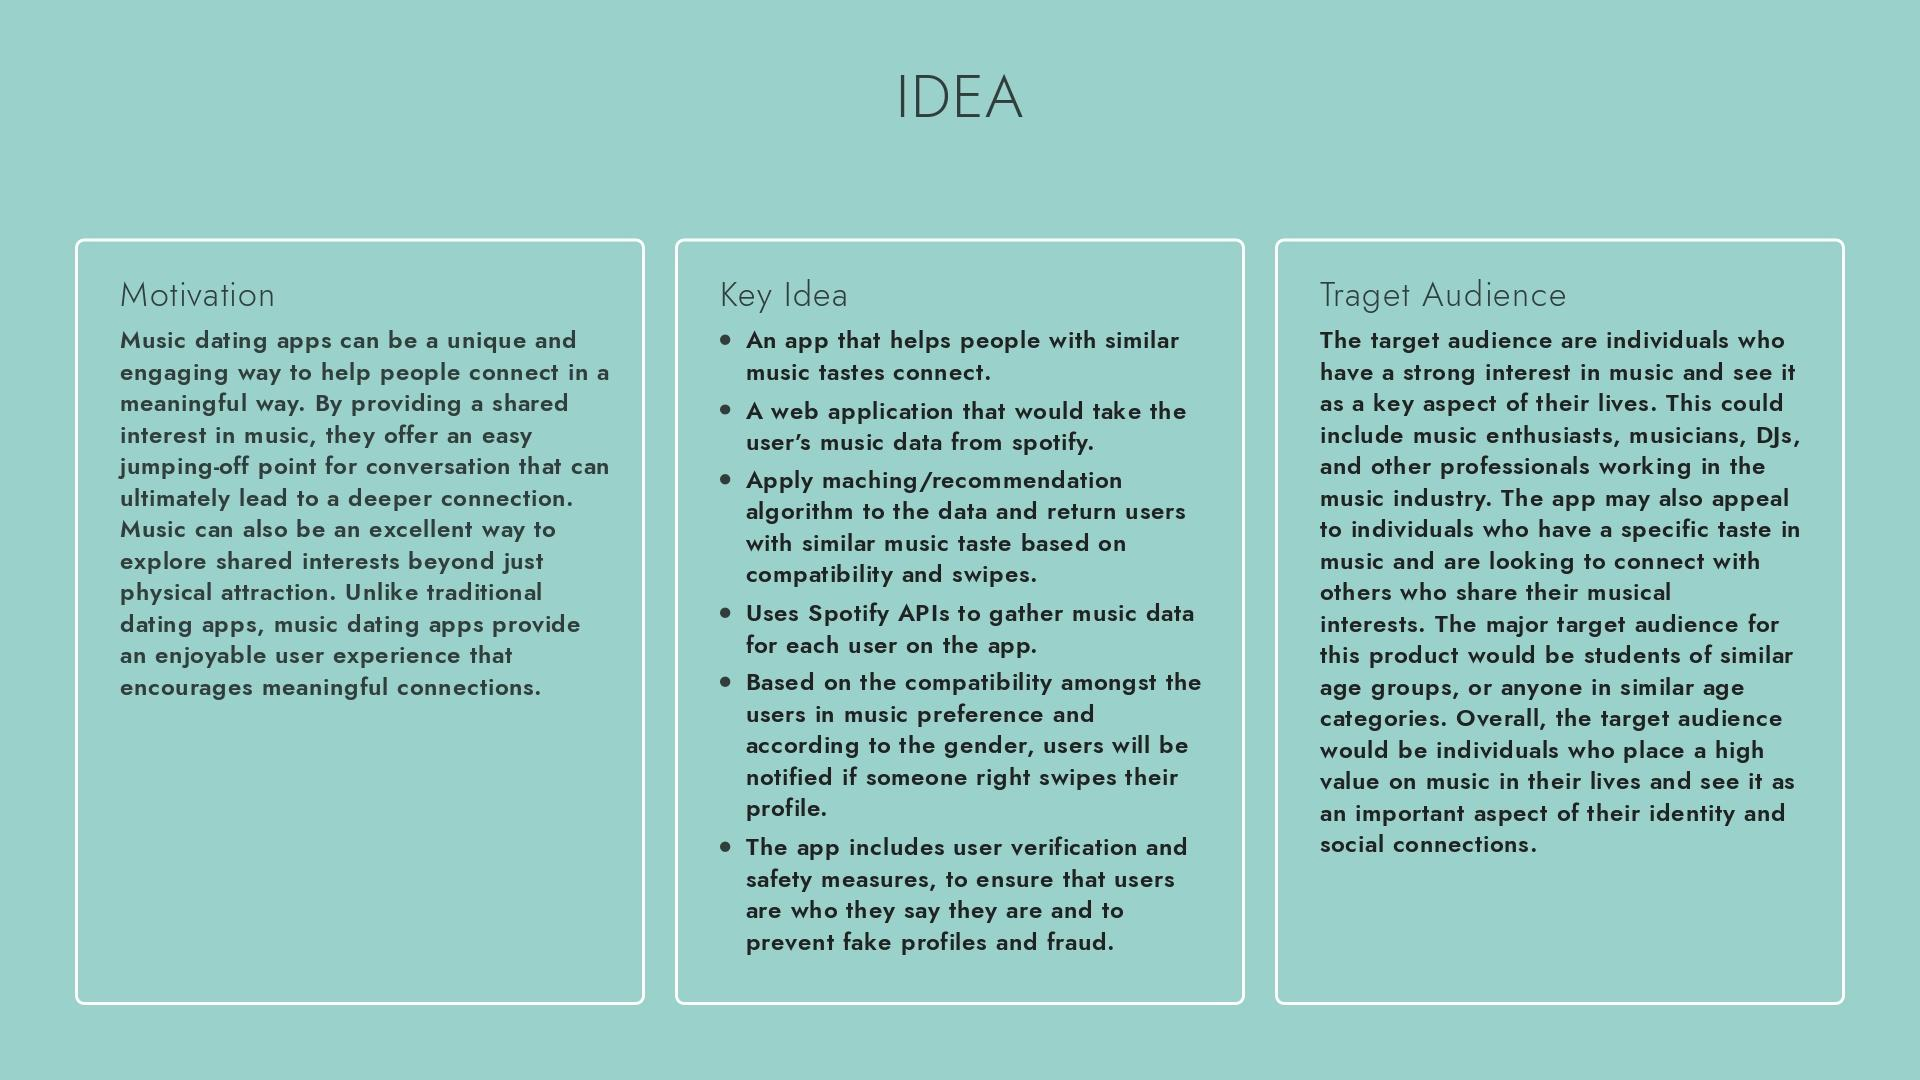 IDEA
Motivation
Music dating apps can be a unique and
engaging way to help people connect in a
meaningful way. By providing a shared
interest in music, they offer an easy
jumping-off point for conversation that can
ultimately lead to a deeper connection.
Music can also be an excellent way to
explore shared interests beyond just
physical attraction. Unlike traditional
dating apps, music dating apps provide
an enjoyable user experience that
encourages meaningful connections.
Key Idea
• An app that helps people with similar
music tastes connect.
• A web application that would take the
user's music data from spotify.
• Apply maching/recommendation
algorithm to the data and return users
with similar music taste based on
compatibility and swipes.
• Uses Spotify APIs to gather music data
for each user on the app.
• Based on the compatibility amongst the
users in music preference and
according to the gender, users will be
notified if someone right swipes their
profile.
• The app includes user verification and
safety measures, to ensure that users
are who they say they are and to
prevent fake profiles and fraud.
Traget Audience
The target audience are individuals who
have a strong interest in music and see it
as a key aspect of their lives. This could
include music enthusiasts, musicians, DJs,
and other professionals working in the
music industry. The app may also appeal
to individuals who have a specific taste in
music and are looking to connect with
others who share their musical
interests. The major target audience for
this product would be students of similar
age groups, or anyone in similar age
categories. Overall, the target audience
would be individuals who place a high
value on music in their lives and see it as
an important aspect of their identity and
social connections.